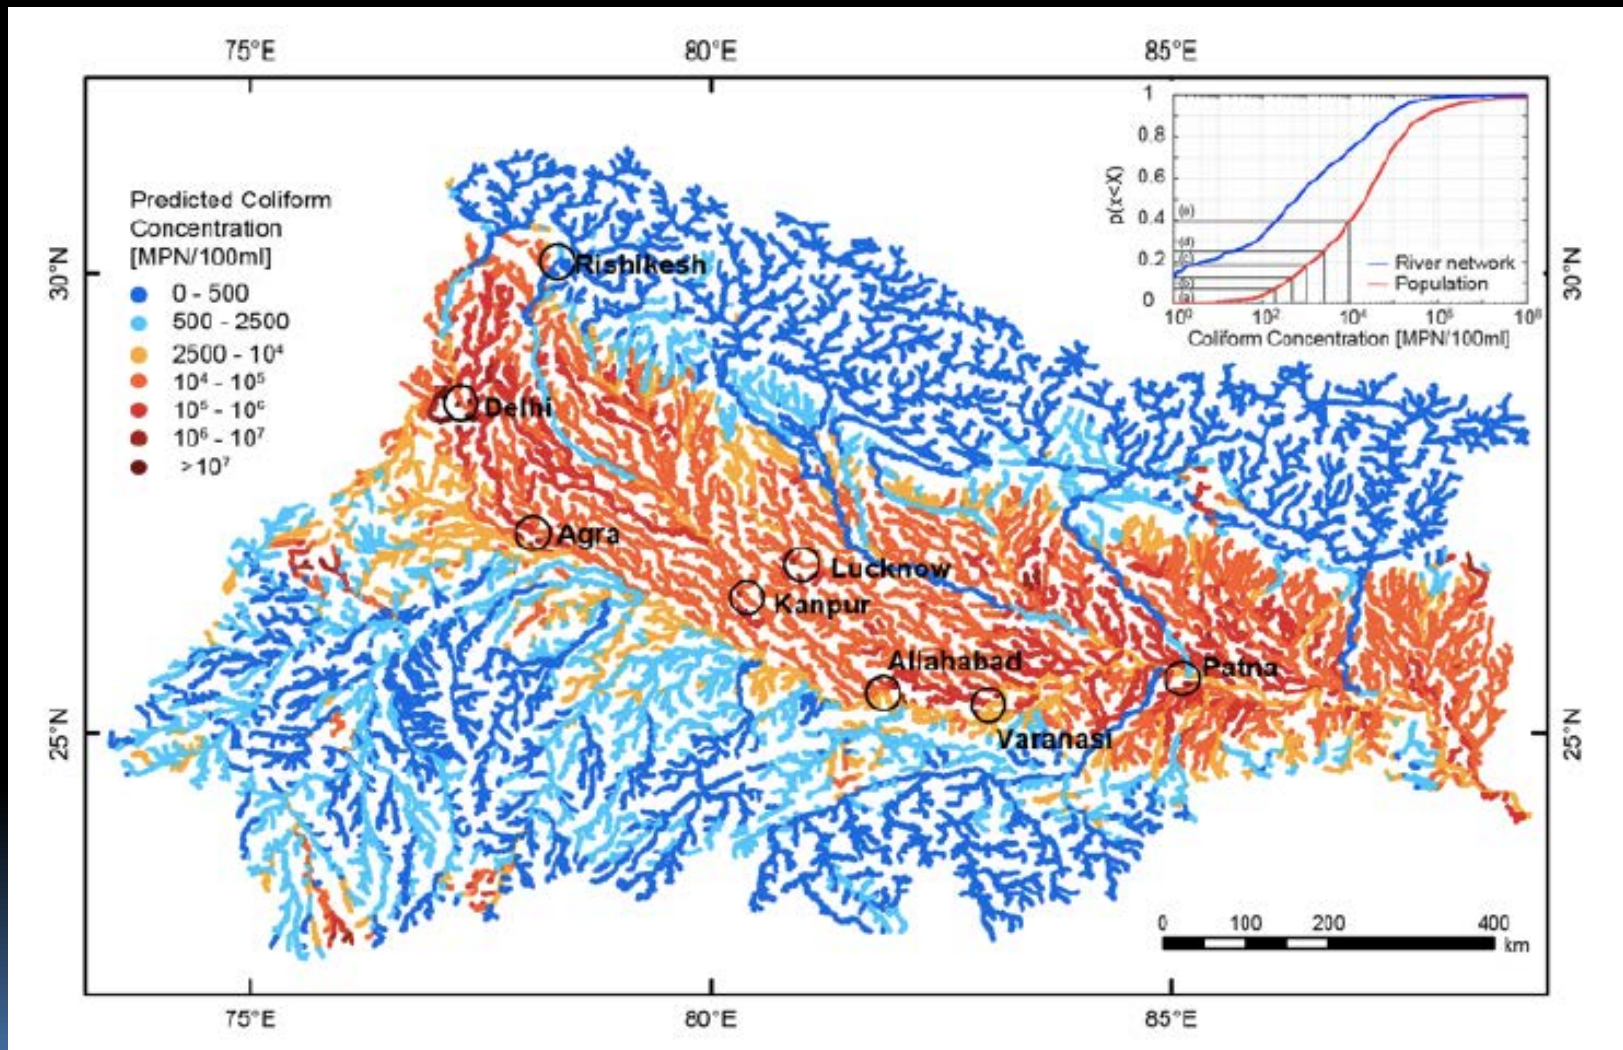 75°E
80°E
85°E
30°N
25°N
30°N
25°N
Predicted Coliform
Concentration
[MPN/100ml]
0 - 500
500 - 2500
2500 - 10⁴
10⁴ - 10⁵
10⁵ - 10⁶
10⁶ - 10⁷
>10⁷
1
0.8
0.6
0.4
0.2
0
p(x<X)
(e)
(d)
(c)
(b)
(a)
River network
Population
10⁰
10²
10⁴
10⁶
10⁸
Coliform Concentration [MPN/100ml]
Rishikesh
Delhi
Agra
Lucknow
Kanpur
Allahabad
Varanasi
Patna
0
100
200
400
km
75°E
80°E
85°E